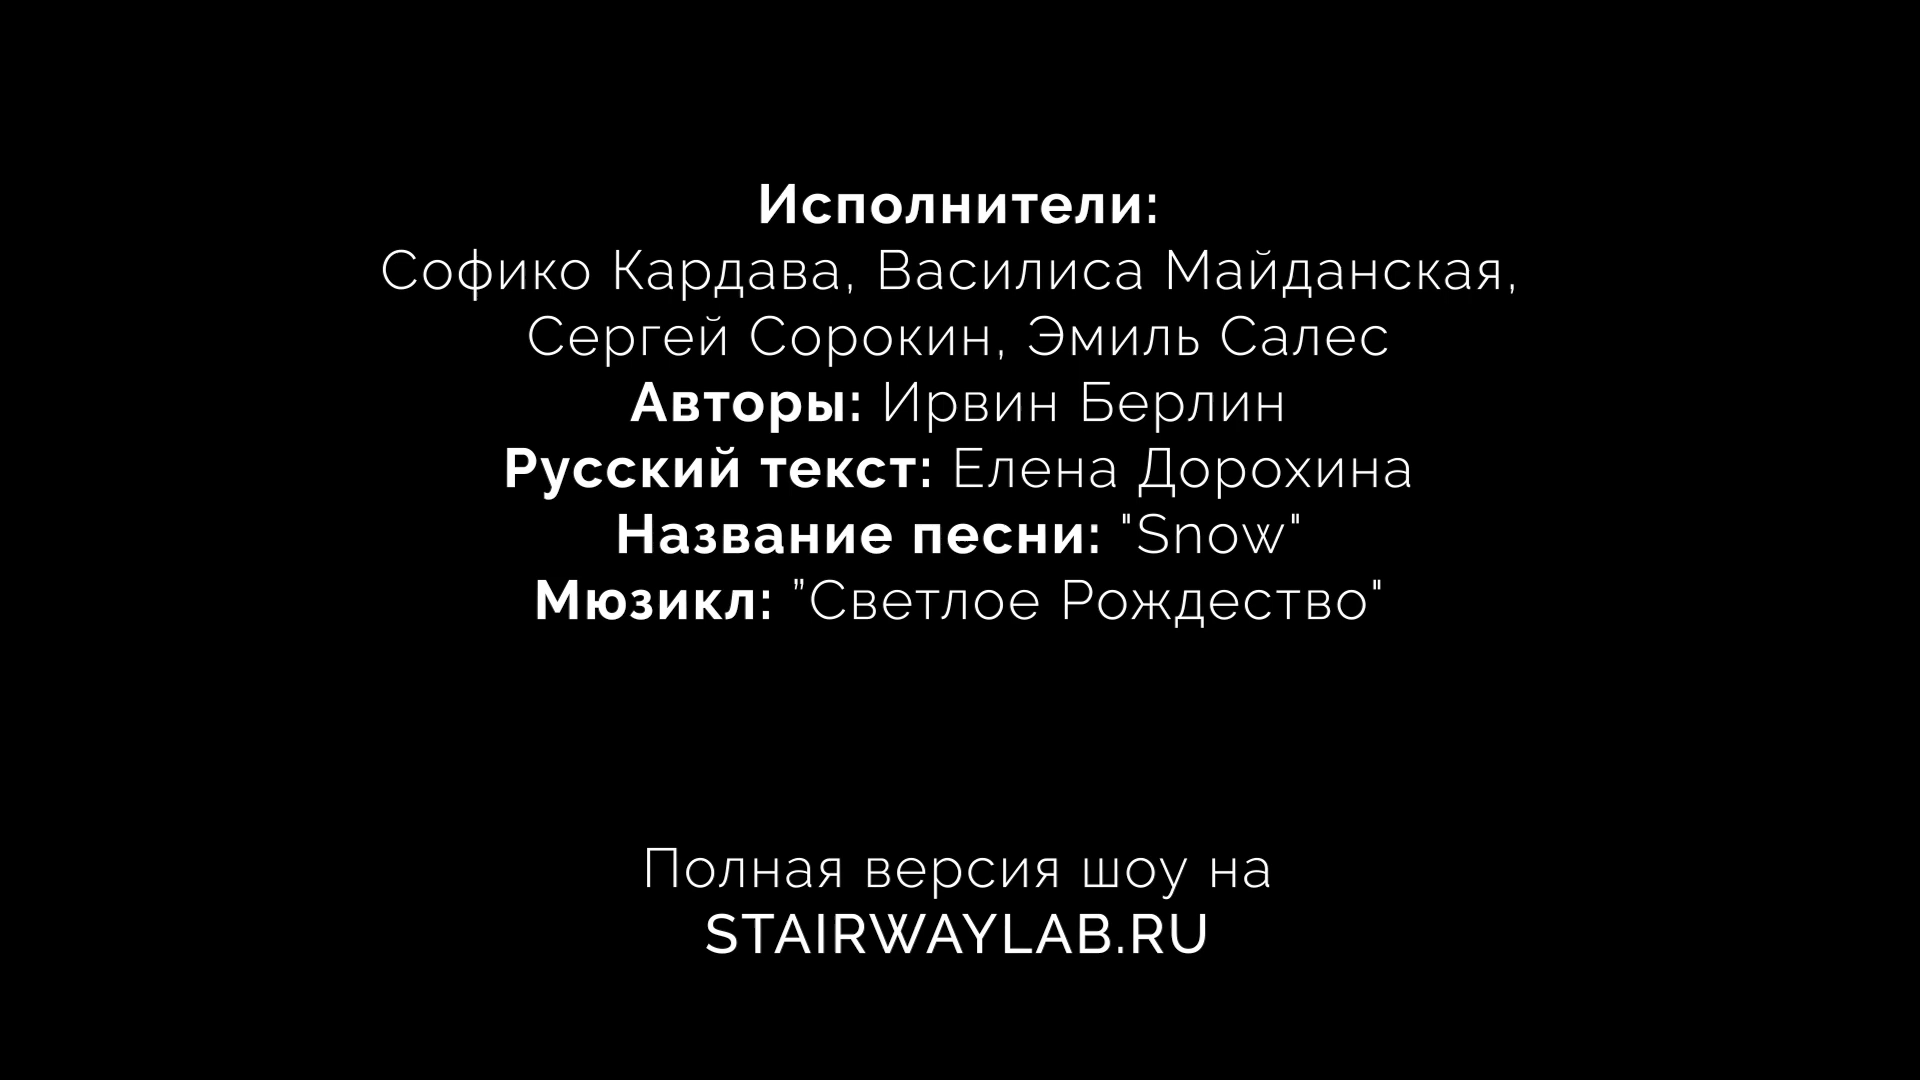 Исполнители:
Софико Кардава, Василиса Майданская,
Сергей Сорокин, Эмиль Салес
Авторы: Ирвин Берлин
Русский текст: Елена Дорохина
Название песни: "Snow"
Мюзикл: ”Светлое Рождество"
Полная версия шоу на
STAIRWAYLAB.RU